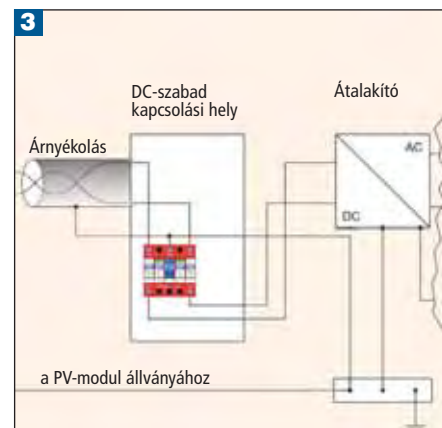 3
DC-szabad
kapcsolási hely
Átalakító
Árnyékolás
AC
DC
a PV-modul állványához